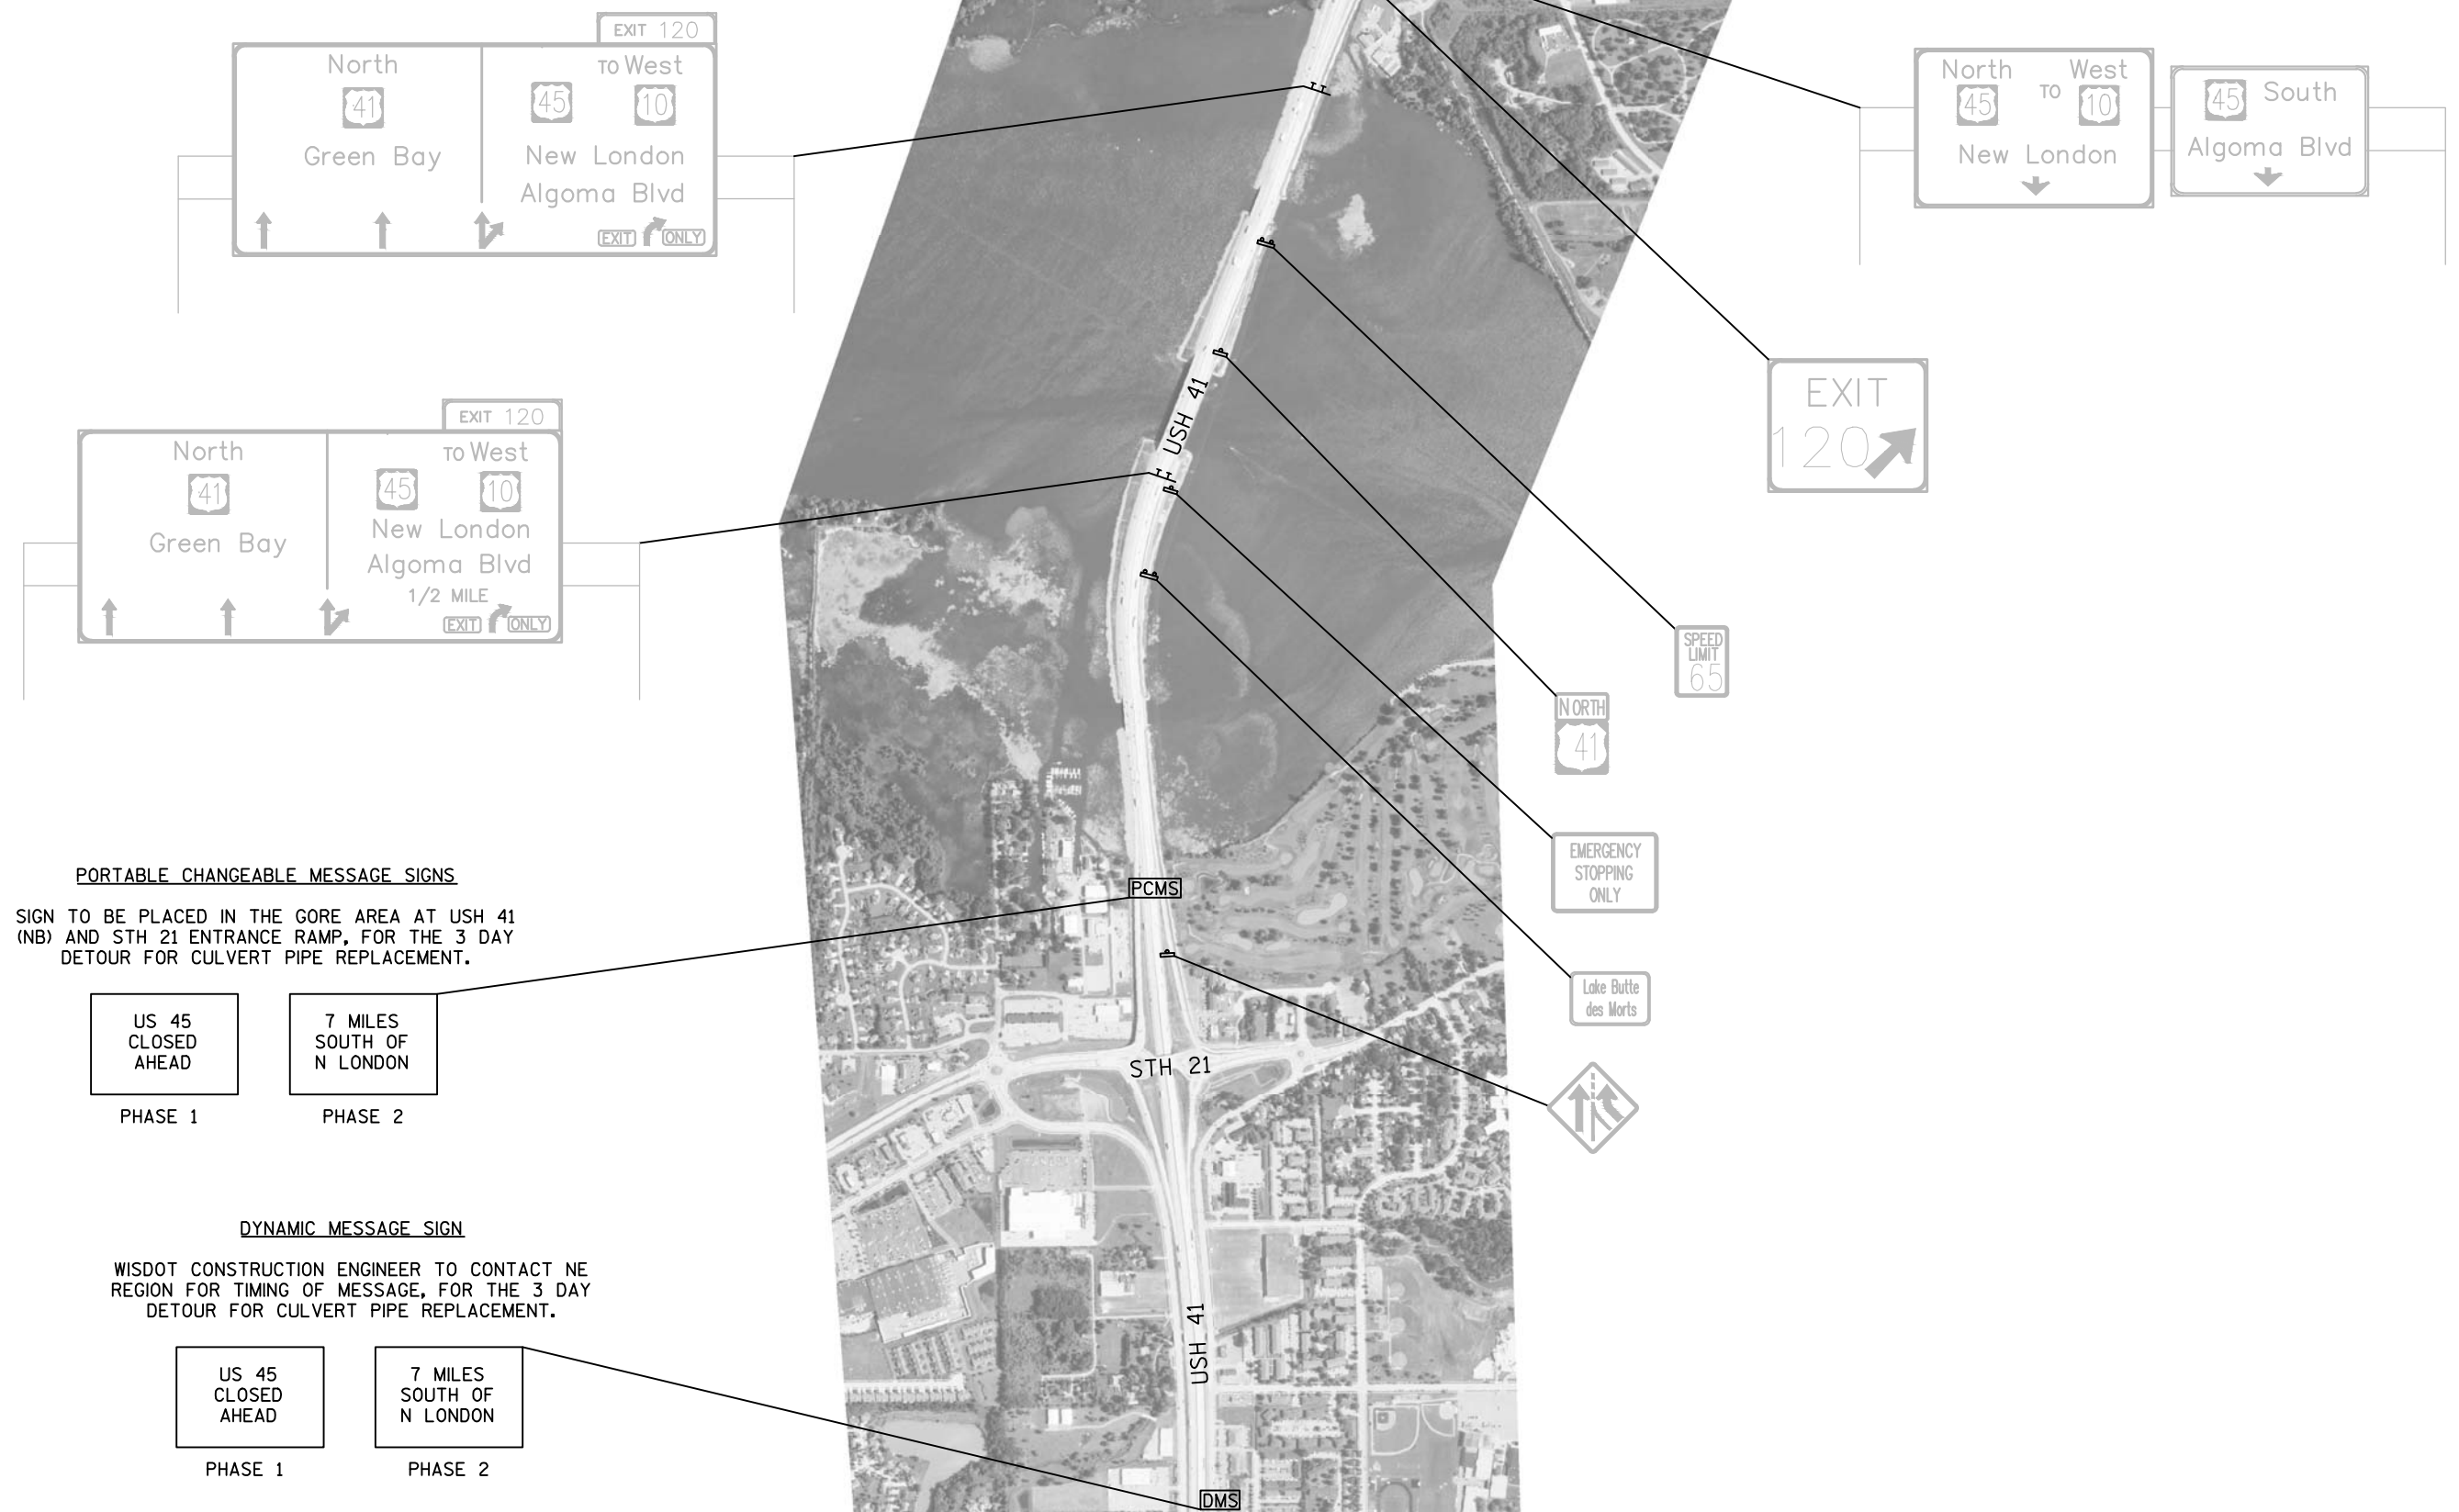 EXIT 120
North
TO West
41
45
10
Green Bay
New London
Algoma Blvd
EXIT ONLY
North TO West
45
10
New London
45 South
Algoma Blvd
EXIT
120
EXIT 120
North
TO West
41
45
10
Green Bay
New London
Algoma Blvd
1/2 MILE
EXIT ONLY
USH 41
SPEED
LIMIT
65
NORTH
41
EMERGENCY
STOPPING
ONLY
Lake Butte
des Morts
PORTABLE CHANGEABLE MESSAGE SIGNS
SIGN TO BE PLACED IN THE GORE AREA AT USH 41
(NB) AND STH 21 ENTRANCE RAMP, FOR THE 3 DAY
DETOUR FOR CULVERT PIPE REPLACEMENT.
US 45
CLOSED
AHEAD
PHASE 1
7 MILES
SOUTH OF
N LONDON
PHASE 2
PCMS
STH 21
DYNAMIC MESSAGE SIGN
WISDOT CONSTRUCTION ENGINEER TO CONTACT NE
REGION FOR TIMING OF MESSAGE, FOR THE 3 DAY
DETOUR FOR CULVERT PIPE REPLACEMENT.
US 45
CLOSED
AHEAD
PHASE 1
7 MILES
SOUTH OF
N LONDON
PHASE 2
USH 41
DMS